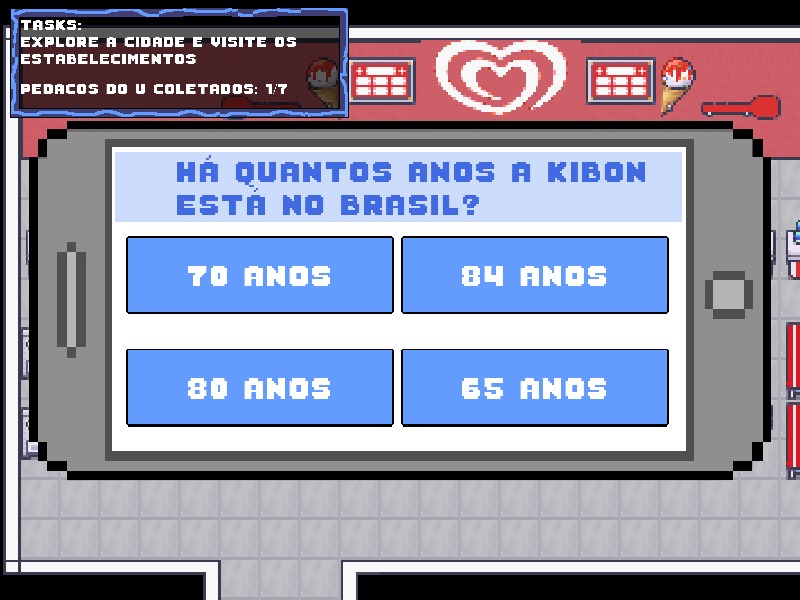 TASKS:
EXPLORE A CIDADE E VISITE OS
ESTABELECIMENTOS
PEDACOS DO U COLETADOS: 1/7
HÁ QUANTOS ANOS A KIBON
ESTÁ NO BRASIL?
70 ANOS
84 ANOS
80 ANOS
65 ANOS